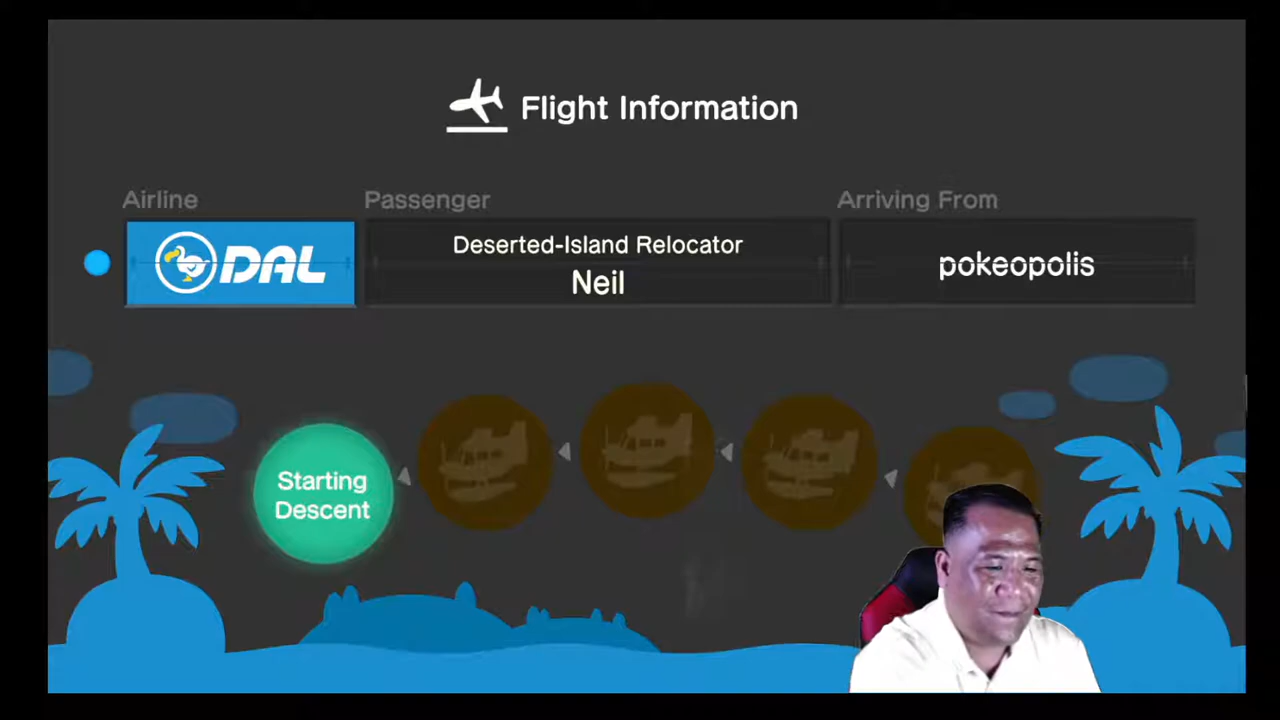 Flight Information
Airline
Passenger
Arriving From
DAL
Deserted-Island Relocator
Neil
pokeopolis
Starting
Descent